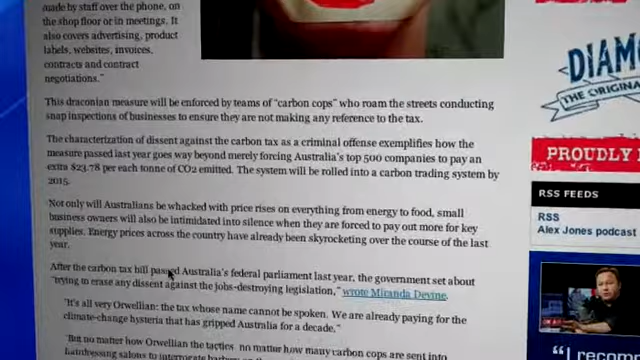 made by staff over the phone, on
the shop floor or in meetings. It
also covers advertising, product
labels, websites, invoices,
contracts and contract
negotiations."
This draconian measure will be enforced by teams of "carbon cops" who roam the streets conducting
snap inspections of businesses to ensure they are not making any reference to the tax.
The characterization of dissent against the carbon tax as a criminal offense exemplifies how the
measure passed last year goes way beyond merely forcing Australia's top 500 companies to pay an
extra $23.78 per each tonne of CO2 emitted. The system will be rolled into a carbon trading system by
2015.
Not only will Australians be whacked with price rises on everything from energy to food, small
business owners will also be intimidated into silence when they are forced to pay out more for key
supplies. Energy prices across the country have already been skyrocketing over the course of the last
year.
After the carbon tax bill passed Australia's federal parliament last year, the government set about
"trying to erase any dissent against the jobs-destroying legislation," wrote Miranda Devine.
"It's all very Orwellian: the tax whose name cannot be spoken. We are already paying for the
climate-change hysteria that has gripped Australia for a decade."
"But no matter how Orwellian the tactics, no matter how many carbon cops are sent into
hairdressing salons to interrogate
DIAM
THE ORIGINA
PROUDLY
RSS FEEDS
RSS
Alex Jones podcast
"I recom